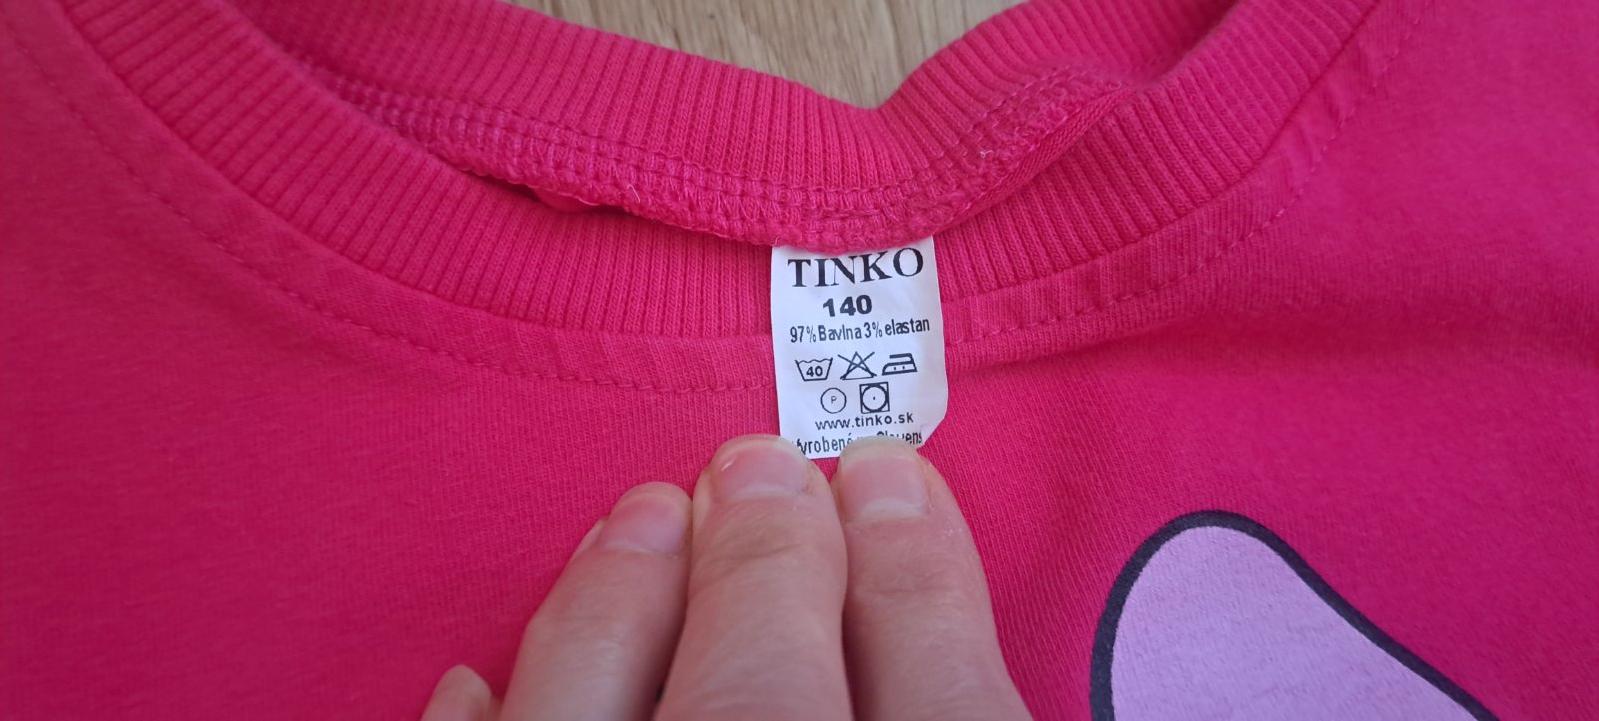 TINKO
140
97% Bavlna 3% elastan
40
P
www.tinko.sk